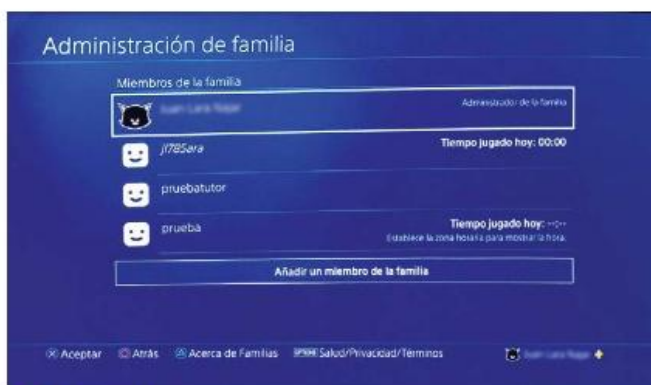 Administración de familia
Miembros de la familia
Administrador de la familia
jl78Sara
Tiempo jugado hoy: 00:00
pruebatutor
prueba
Tiempo jugado hoy: --:--
Establece la zona horaria para mostrar la hora.
Añadir un miembro de la familia
Aceptar Atrás Acerca de Familias OPTIONS Salud/Privacidad/Términos